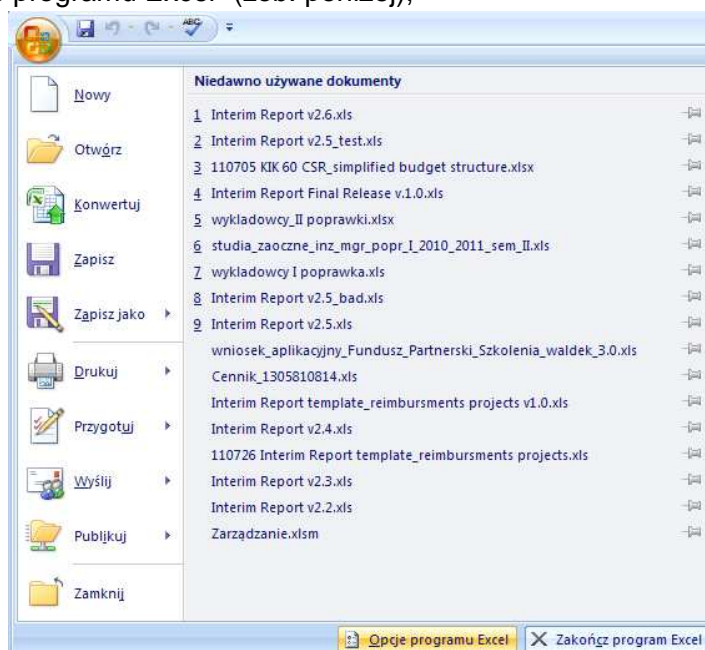 programu Excel" (zob. poniżej),
ABC
Nowy
Otwórz
Konwertuj
Zapisz
Zapisz jako
Drukuj
Przygotuj
Wyślij
Publikuj
Zamknij
Niedawno używane dokumenty
1 Interim Report v2.6.xls
2 Interim Report v2.5_test.xls
3 110705 KIK 60 CSR_simplified budget structure.xlsx
4 Interim Report Final Release v.1.0.xls
5 wykladowcy_II poprawki.xlsx
6 studia_zaoczne_inz_mgr_popr_I_2010_2011_sem_II.xls
7 wykladowcy I poprawka.xls
8 Interim Report v2.5_bad.xls
9 Interim Report v2.5.xls
wniosek_aplikacyjny_Fundusz_Partnerski_Szkolenia_waldek_3.0.xls
Cennik_1305810814.xls
Interim Report template_reimbursments projects v1.0.xls
Interim Report v2.4.xls
110726 Interim Report template_reimbursments projects.xls
Interim Report v2.3.xls
Interim Report v2.2.xls
Zarządzanie.xlsm
Opcje programu Excel
Zakończ program Excel